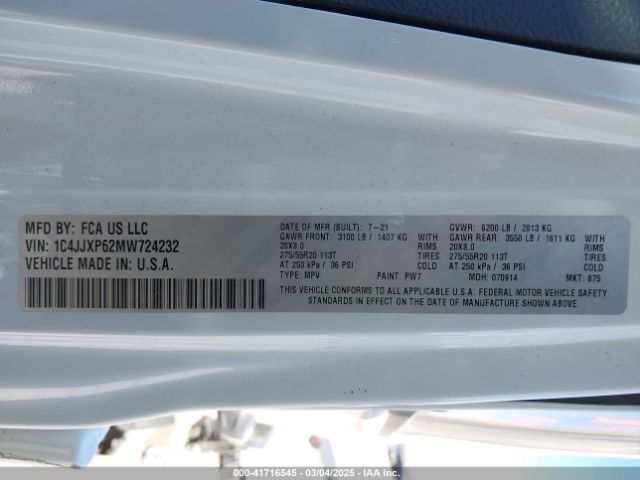 MFD BY: FCA US LLC
VIN: 1C4JJXP62MW724232
VEHICLE MADE IN: U.S.A.
DATE OF MFR (BUILT): 7-21 GVWR: 6200 LB / 2813 KG
GAWR FRONT: 3100 LB / 1407 KG WITH GAWR REAR: 3550 LB / 1611 KG WITH
20X8.0 RIMS 20X8.0 RIMS
275/55R20 113T TIRES 275/55R20 113T TIRES
AT 250 kPa / 36 PSI COLD AT 250 kPa / 36 PSI COLD
TYPE: MPV PAINT: PW7 MDH: 070914 MKT: 875
THIS VEHICLE CONFORMS TO ALL APPLICABLE U.S.A. FEDERAL MOTOR VEHICLE SAFETY
STANDARDS IN EFFECT ON THE DATE OF MANUFACTURE SHOWN ABOVE.
000-41716545 - 03/04/2025 - IAA Inc.